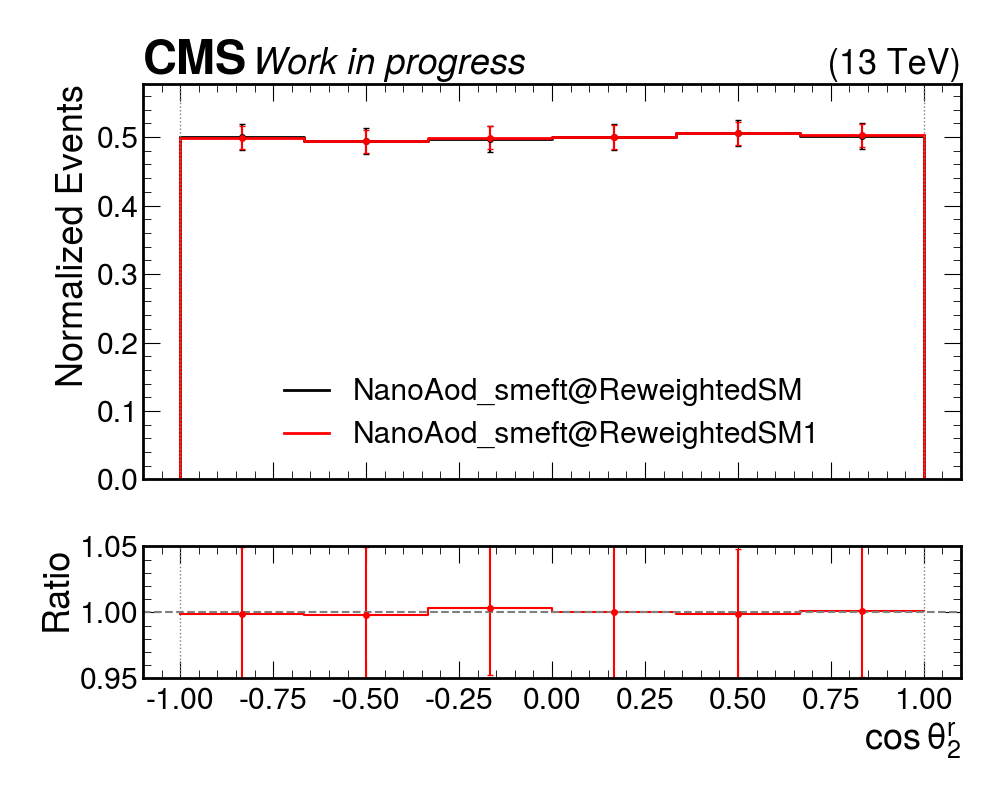 CMS Work in progress (13 TeV)
Normalized Events
0.5
0.4
0.3
0.2
0.1
0.0
NanoAod_smeft@ReweightedSM
NanoAod_smeft@ReweightedSM1
Ratio
1.05
1.00
0.95
-1.00 -0.75 -0.50 -0.25 0.00 0.25 0.50 0.75 1.00
cos θ₂ʳ